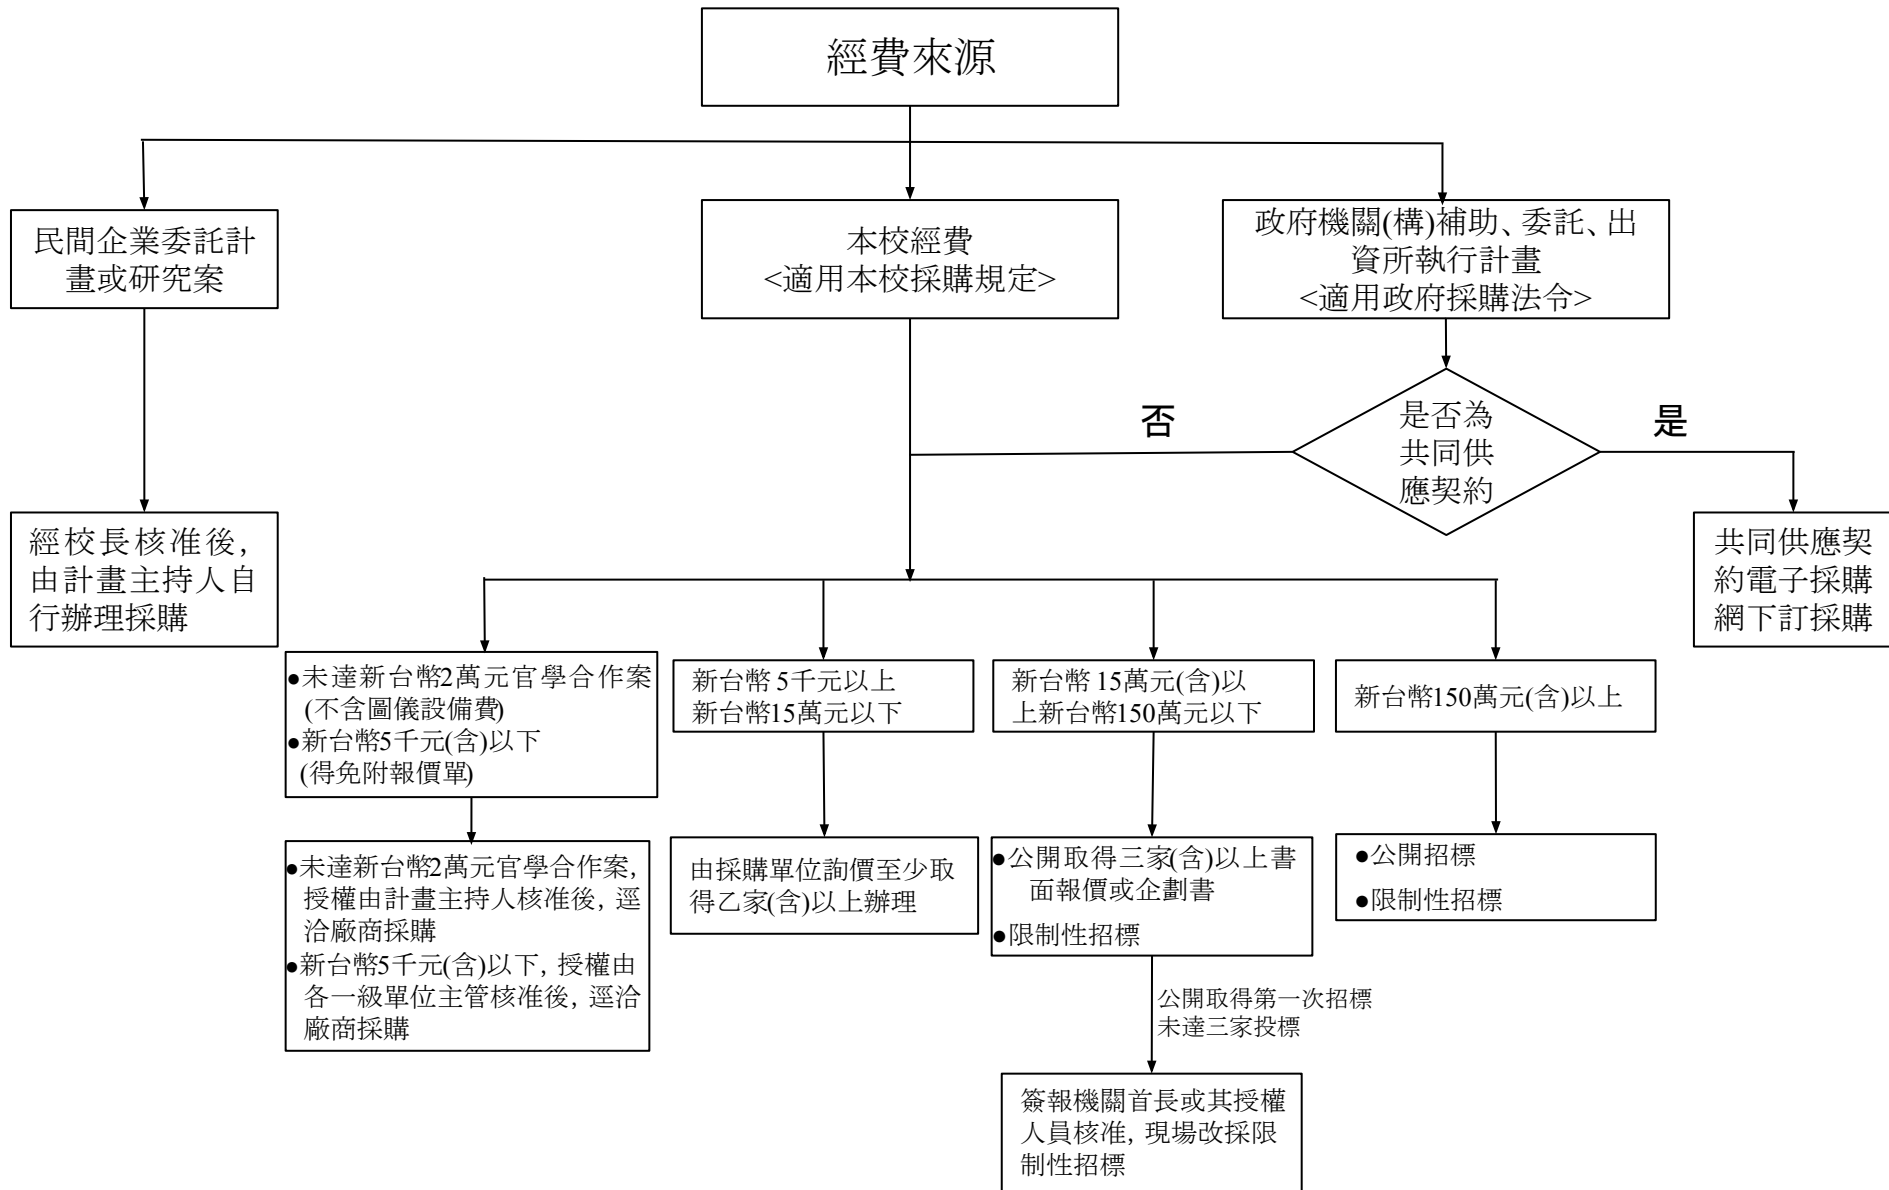 經費來源
民間企業委託計
畫或研究案
本校經費
<適用本校採購規定>
政府機關(構)補助、委託、出
資所執行計畫
<適用政府採購法令>
否
是否為
共同供
應契約
是
經校長核准後,
由計畫主持人自
行辦理採購
共同供應契
約電子採購
網下訂採購
●未達新台幣2萬元官學合作案
(不含圖儀設備費)
●新台幣5千元(含)以下
(得免附報價單)
新台幣 5千元以上
新台幣15萬元以下
新台幣 15萬元(含)以
上新台幣150萬元以下
新台幣150萬元(含)以上
●未達新台幣2萬元官學合作案,
授權由計畫主持人核准後, 逕
洽廠商採購
●新台幣5千元(含)以下, 授權由
各一級單位主管核准後, 逕洽
廠商採購
由採購單位詢價至少取
得乙家(含)以上辦理
●公開取得三家(含)以上書
面報價或企劃書
●限制性招標
●公開招標
●限制性招標
公開取得第一次招標
未達三家投標
簽報機關首長或其授權
人員核准, 現場改採限
制性招標